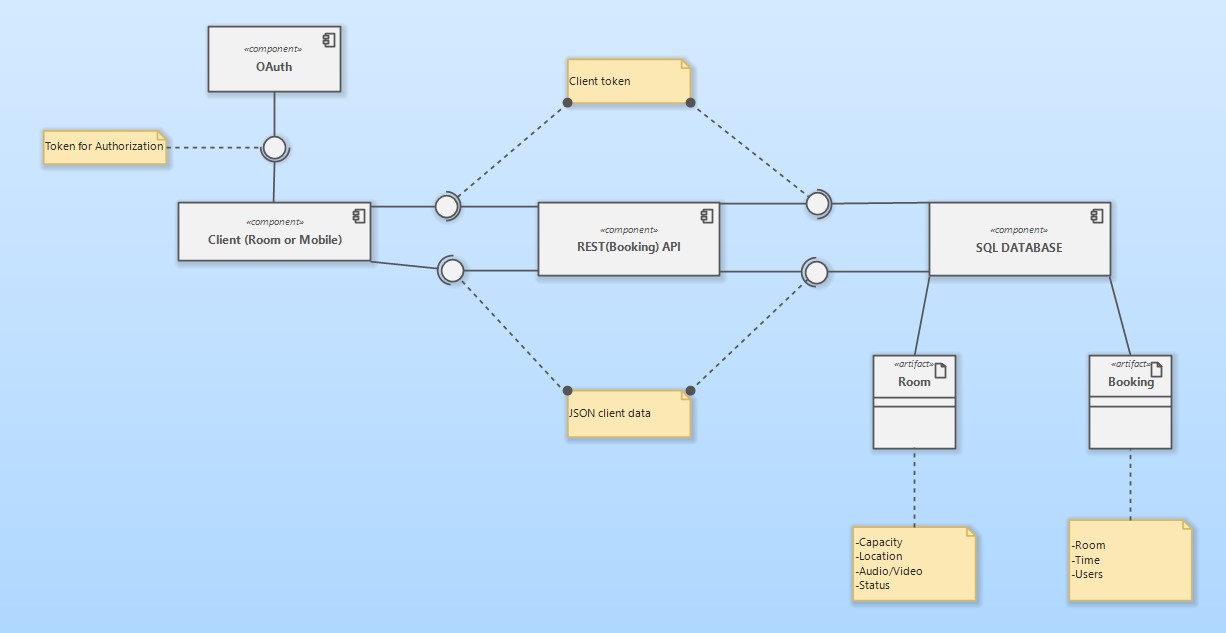 «component»
OAuth
Client token
Token for Authorization
«component»
Client (Room or Mobile)
«component»
REST(Booking) API
«component»
SQL DATABASE
«artifact»
Room
«artifact»
Booking
JSON client data
-Capacity
-Location
-Audio/Video
-Status
-Room
-Time
-Users